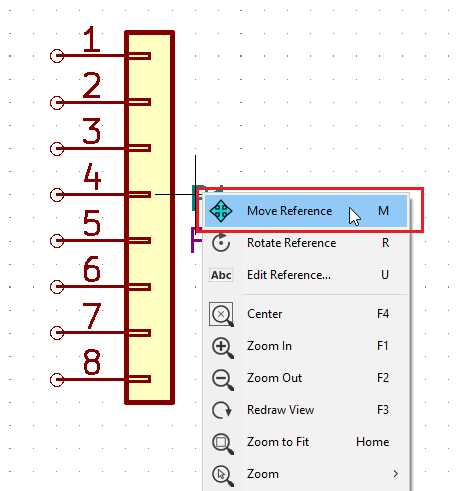 1
2
3
4
5
6
7
8
Move Reference M
Rotate Reference R
Abc Edit Reference... U
Center F4
Zoom In F1
Zoom Out F2
Redraw View F3
Zoom to Fit Home
Zoom